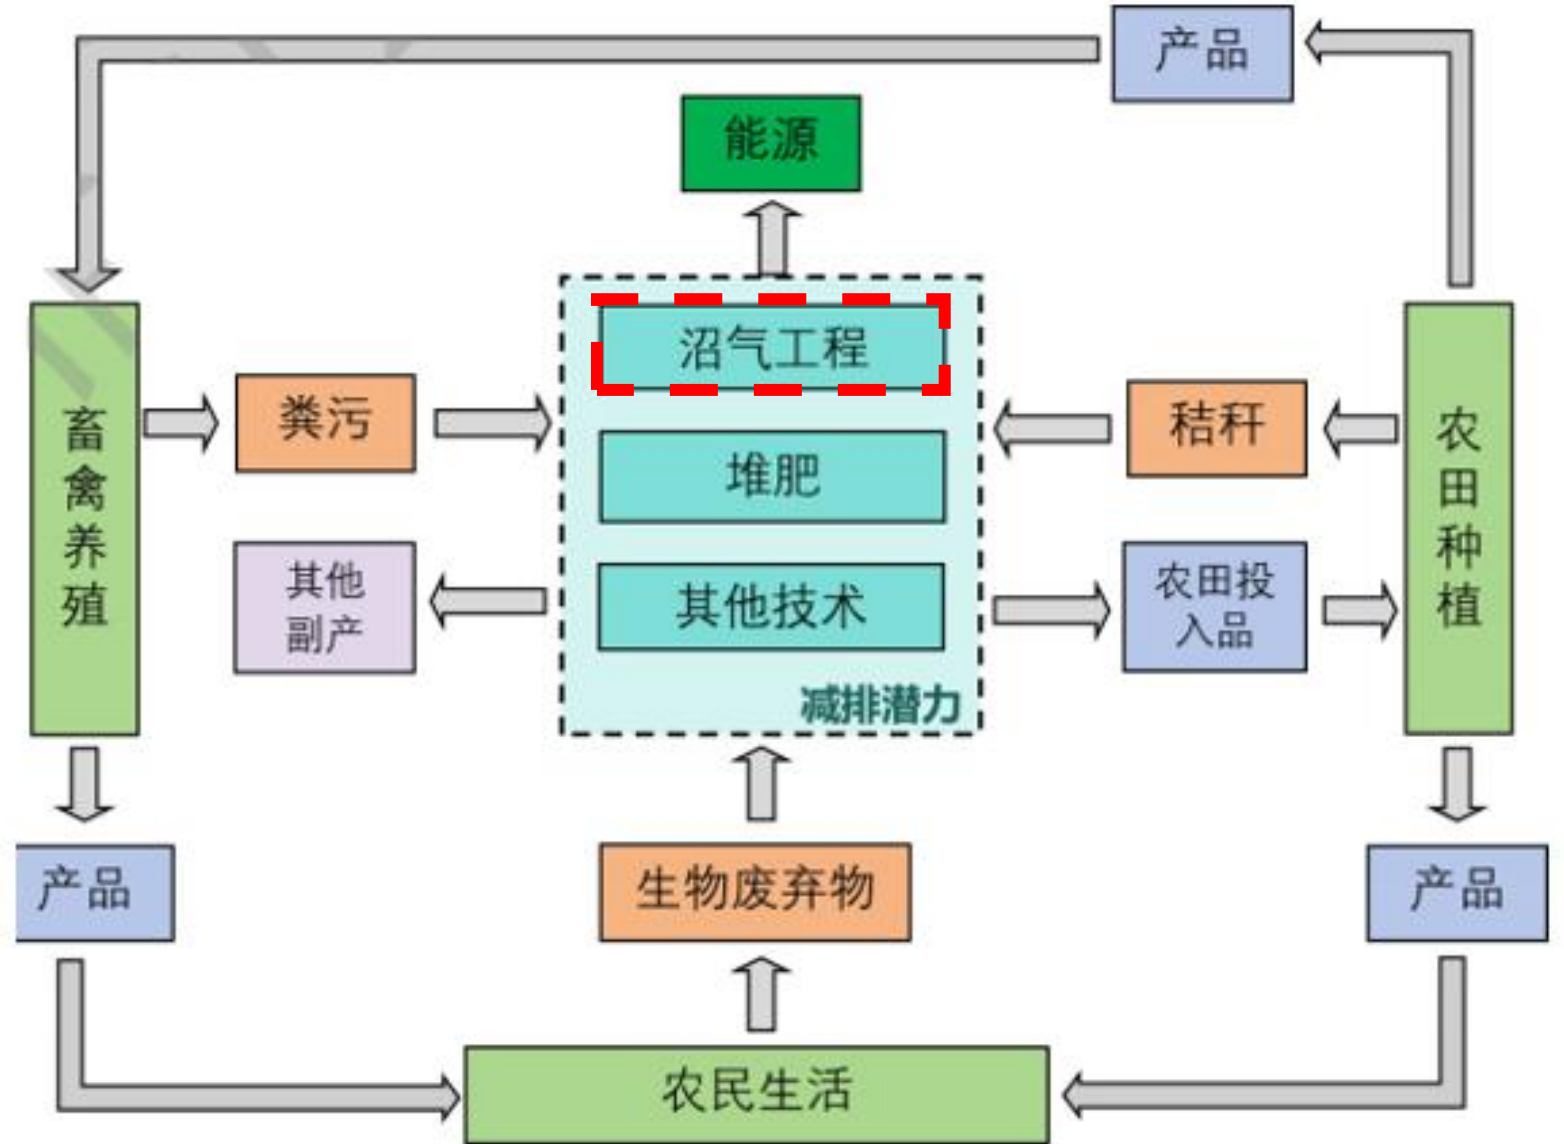 产品
能源
沼气工程
畜禽养殖
粪污
秸秆
农田种植
堆肥
其他
副产
其他技术
农田投
入品
减排潜力
产品
生物废弃物
产品
农民生活